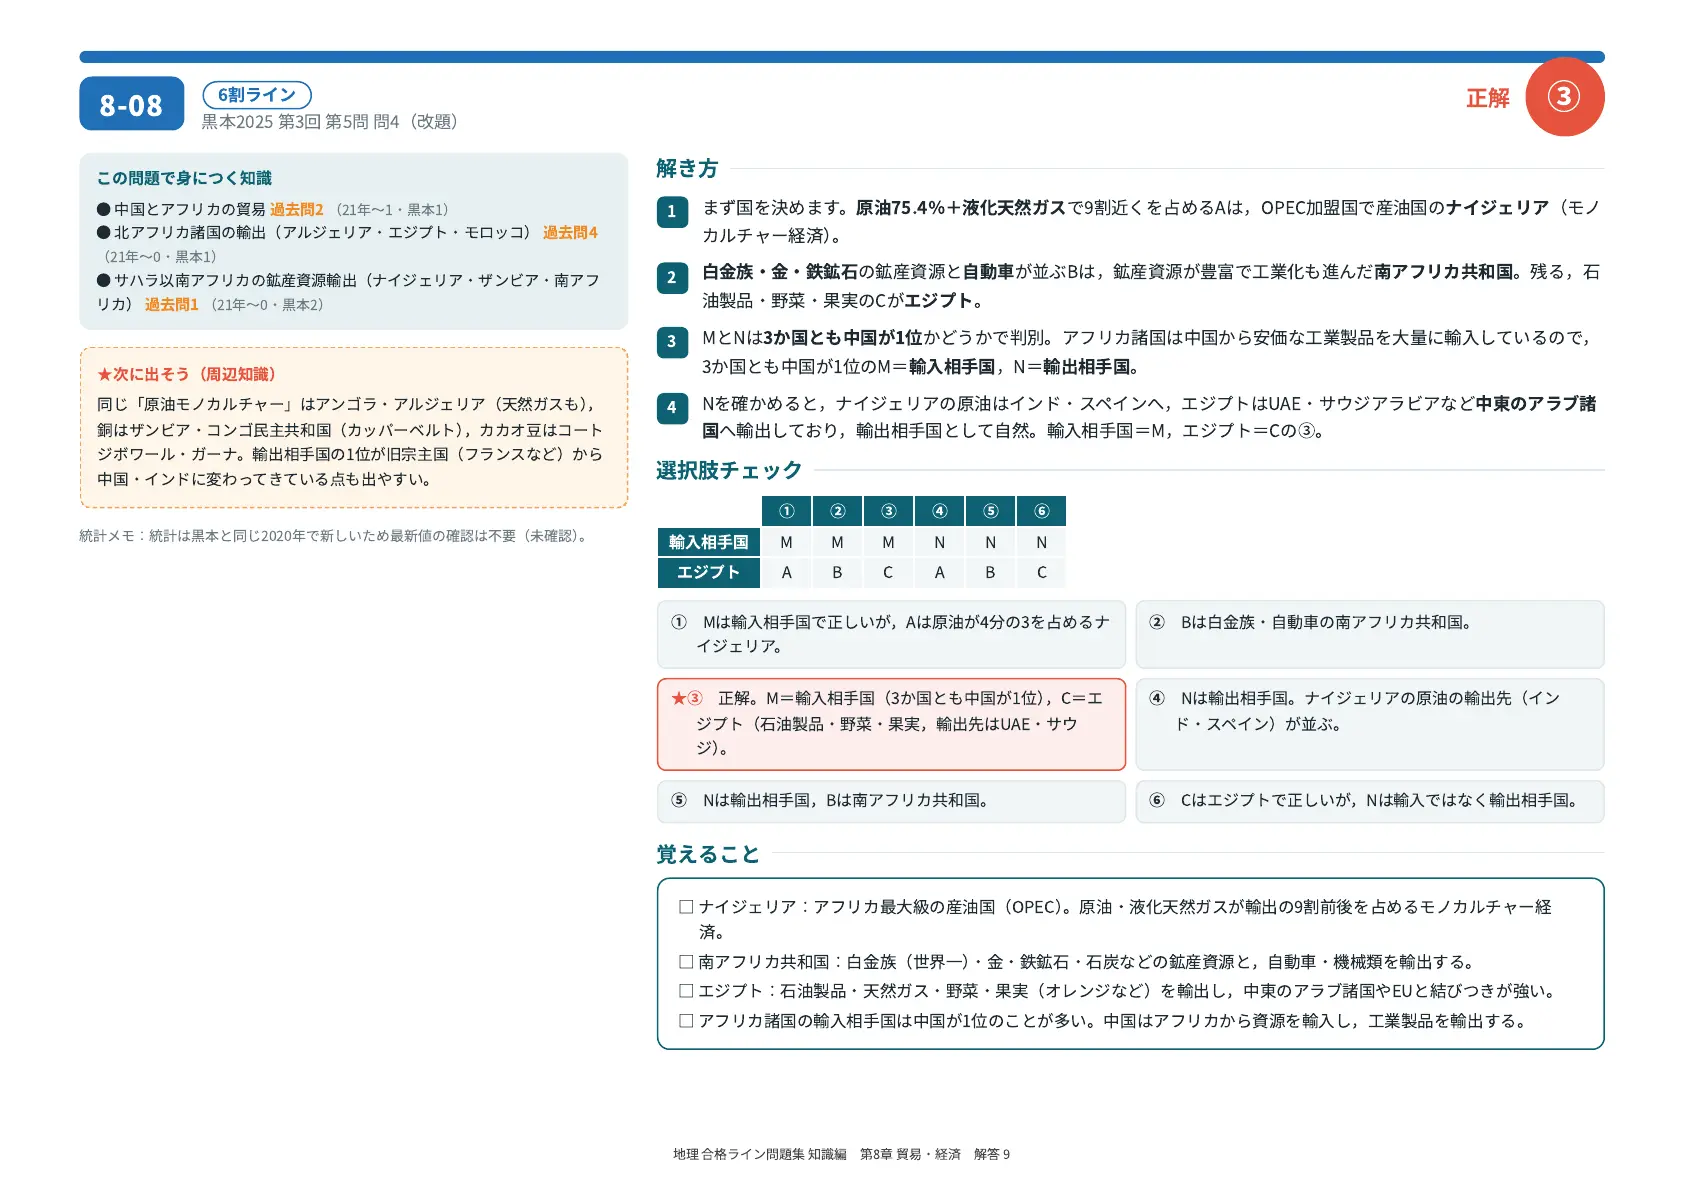 8-08
6割ライン
黒本2025 第3回 第5問 問4（改題）
正解 ③
この問題で身につく知識
● 中国とアフリカの貿易 過去問2 （21年〜1・黒本1）
● 北アフリカ諸国の輸出（アルジェリア・エジプト・モロッコ） 過去問4
（21年〜0・黒本1）
● サハラ以南アフリカの鉱産資源輸出（ナイジェリア・ザンビア・南アフ
リカ） 過去問1 （21年〜0・黒本2）
★次に出そう（周辺知識）
同じ「原油モノカルチャー」はアンゴラ・アルジェリア（天然ガスも），
銅はザンビア・コンゴ民主共和国（カッパーベルト），カカオ豆はコート
ジボワール・ガーナ。輸出相手国の1位が旧宗主国（フランスなど）から
中国・インドに変わってきている点も出やすい。
統計メモ：統計は黒本と同じ2020年で新しいため最新値の確認は不要（未確認）。
解き方
1 まず国を決めます。原油75.4％＋液化天然ガスで9割近くを占めるAは，OPEC加盟国で産油国のナイジェリア（モノ
カルチャー経済）。
2 白金族・金・鉄鉱石の鉱産資源と自動車が並ぶBは，鉱産資源が豊富で工業化も進んだ南アフリカ共和国。残る，石
油製品・野菜・果実のCがエジプト。
3 MとNは3か国とも中国が1位かどうかで判別。アフリカ諸国は中国から安価な工業製品を大量に輸入しているので，
3か国とも中国が1位のM＝輸入相手国，N＝輸出相手国。
4 Nを確かめると，ナイジェリアの原油はインド・スペインへ，エジプトはUAE・サウジアラビアなど中東のアラブ諸
国へ輸出しており，輸出相手国として自然。輸入相手国＝M，エジプト＝Cの③。
選択肢チェック
① ② ③ ④ ⑤ ⑥
輸入相手国 M M M N N N
エジプト A B C A B C
① Mは輸入相手国で正しいが，Aは原油が4分の3を占めるナ
イジェリア。
② Bは白金族・自動車の南アフリカ共和国。
★③ 正解。M＝輸入相手国（3か国とも中国が1位），C＝エ
ジプト（石油製品・野菜・果実，輸出先はUAE・サウ
ジ）。
④ Nは輸出相手国。ナイジェリアの原油の輸出先（イン
ド・スペイン）が並ぶ。
⑤ Nは輸出相手国，Bは南アフリカ共和国。
⑥ Cはエジプトで正しいが，Nは輸入ではなく輸出相手国。
覚えること
□ ナイジェリア：アフリカ最大級の産油国（OPEC）。原油・液化天然ガスが輸出の9割前後を占めるモノカルチャー経
済。
□ 南アフリカ共和国：白金族（世界一）・金・鉄鉱石・石炭などの鉱産資源と，自動車・機械類を輸出する。
□ エジプト：石油製品・天然ガス・野菜・果実（オレンジなど）を輸出し，中東のアラブ諸国やEUと結びつきが強い。
□ アフリカ諸国の輸入相手国は中国が1位のことが多い。中国はアフリカから資源を輸入し，工業製品を輸出する。
地理 合格ライン問題集 知識編 第8章 貿易・経済 解答 9